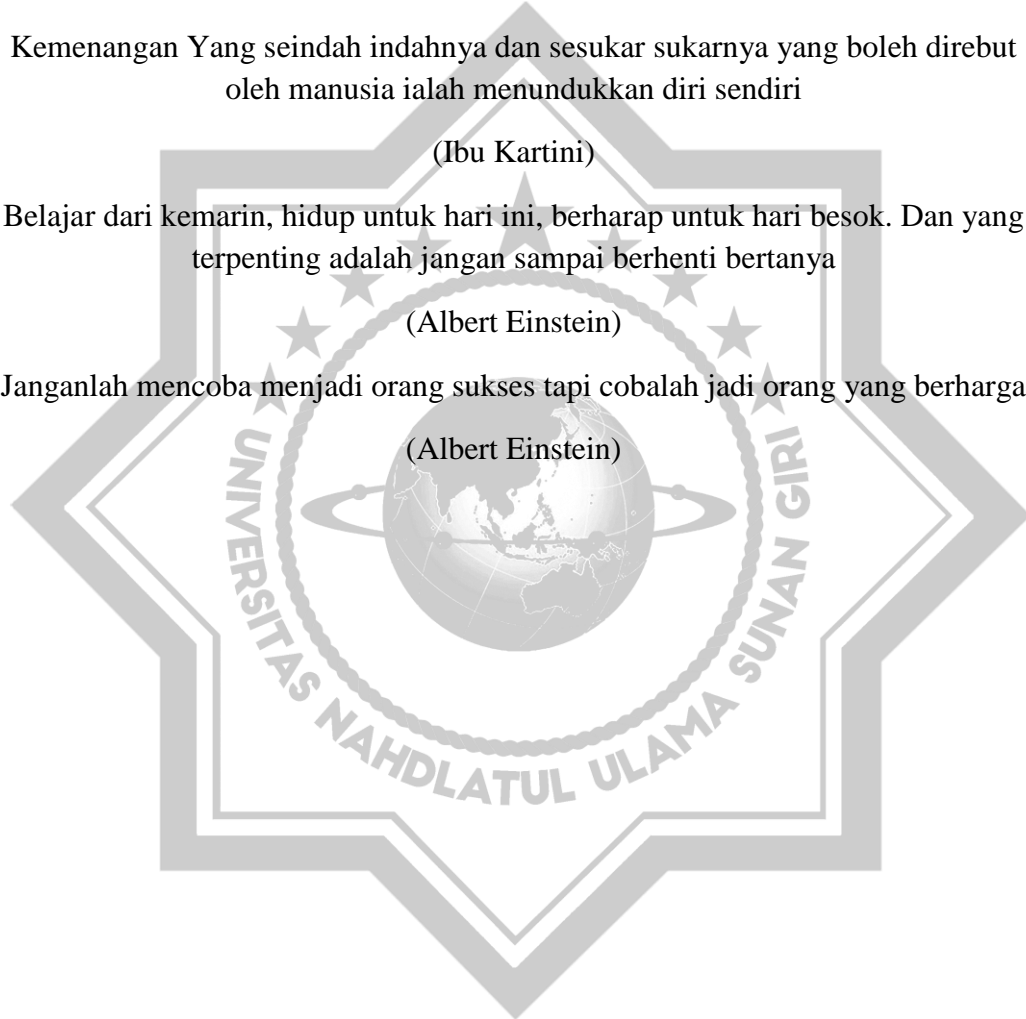 Kemenangan Yang seindah indahnya dan sesukar sukarnya yang boleh direbut
oleh manusia ialah menundukkan diri sendiri
(Ibu Kartini)
Belajar dari kemarin, hidup untuk hari ini, berharap untuk hari besok. Dan yang
terpenting adalah jangan sampai berhenti bertanya
(Albert Einstein)
Janganlah mencoba menjadi orang sukses tapi cobalah jadi orang yang berharga
(Albert Einstein)
UNIVERSITAS NAHDLATUL ULAMA SUNAN GIRI